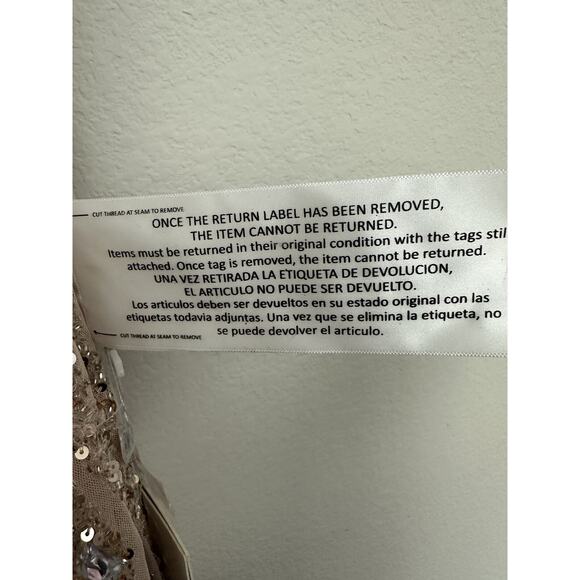 CUT THREAD AT SEAM TO REMOVE
ONCE THE RETURN LABEL HAS BEEN REMOVED,
THE ITEM CANNOT BE RETURNED.
Items must be returned in their original condition with the tags stil
attached. Once tag is removed, the item cannot be returned.
UNA VEZ RETIRADA LA ETIQUETA DE DEVOLUCION,
EL ARTICULO NO PUEDE SER DEVUELTO.
Los articulos deben ser devueltos en su estado original con las
etiquetas todavia adjuntas. Una vez que se elimina la etiqueta, no
se puede devolver el articulo.
CUT THREAD AT SEAM TO REMOVE